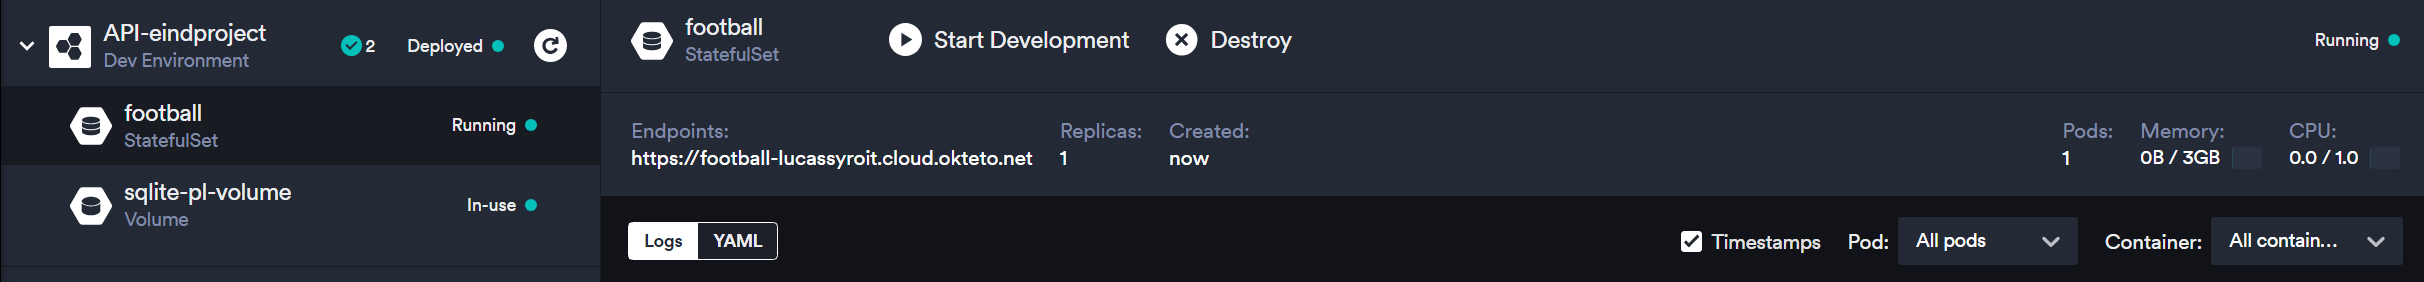 API-eindproject
Dev Environment
2
Deployed
football
StatefulSet
Running
sqlite-pl-volume
Volume
In-use
football
StatefulSet
Start Development
Destroy
Running
Endpoints:
https://football-lucassyroit.cloud.okteto.net
Replicas:
1
Created:
now
Pods:
1
Memory:
0B / 3GB
CPU:
0.0 / 1.0
Logs
YAML
Timestamps
Pod:
All pods
Container:
All contain...